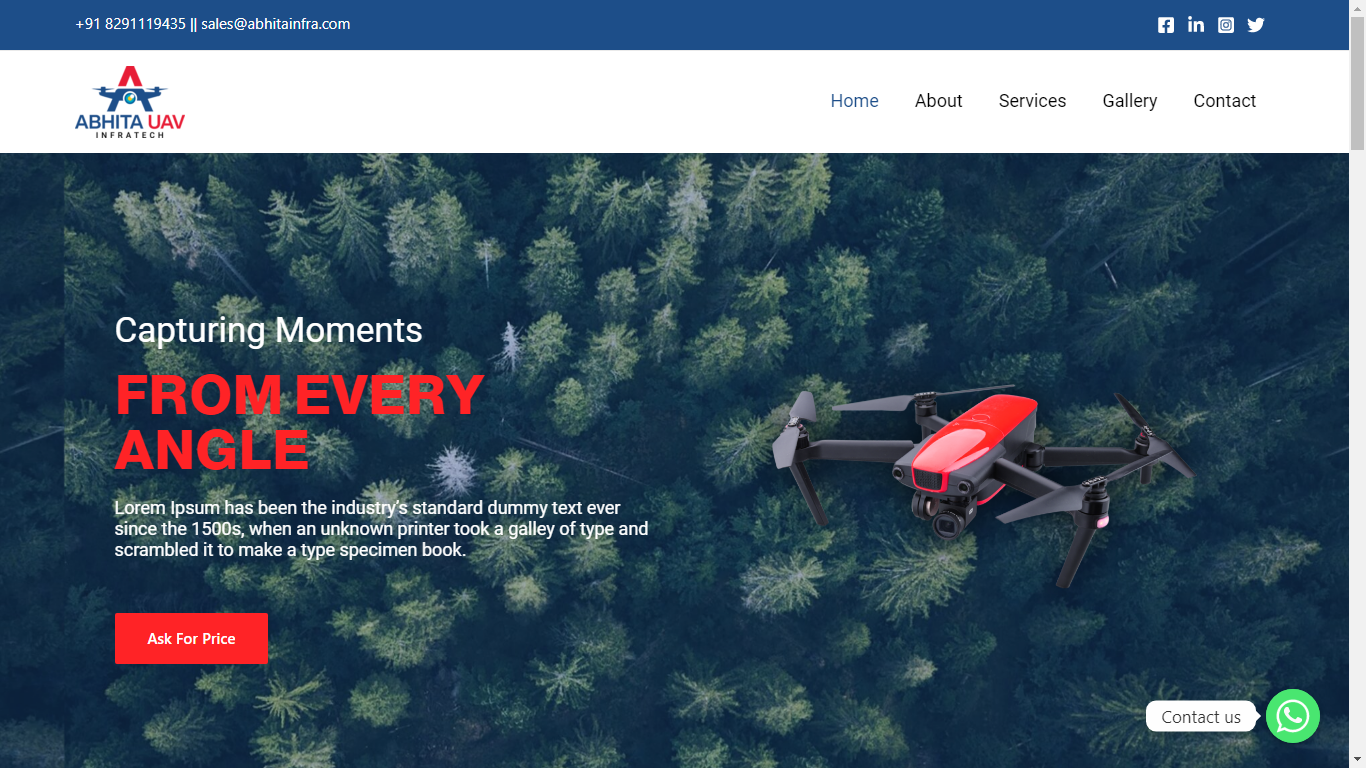 +91 8291119435 || sales@abhitainfra.com
ABHITA UAV
INFRATECH
Home About Services Gallery Contact
Capturing Moments
FROM EVERY
ANGLE
Lorem Ipsum has been the industry's standard dummy text ever
since the 1500s, when an unknown printer took a galley of type and
scrambled it to make a type specimen book.
Ask For Price
Contact us